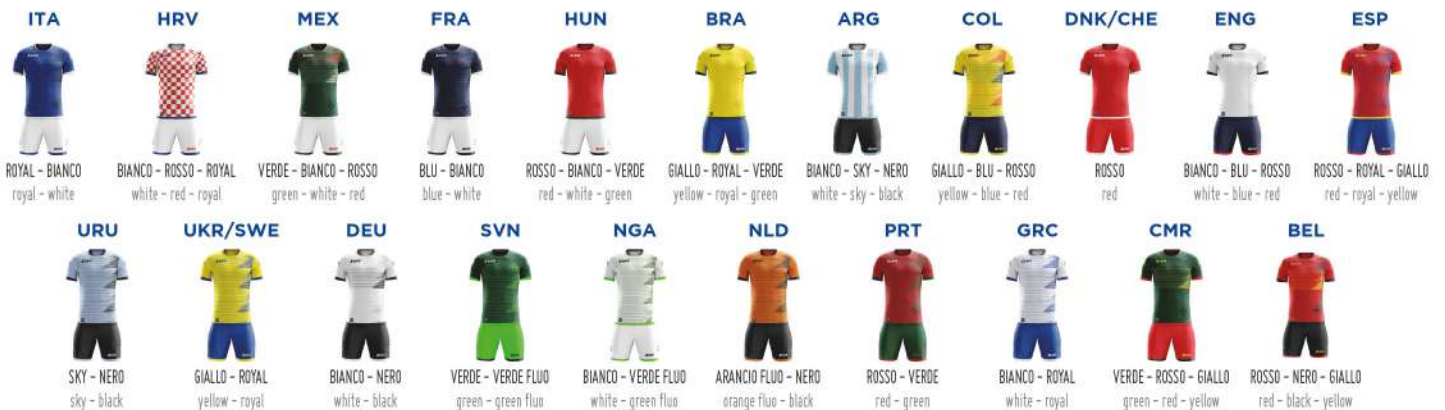 ITA HRV MEX FRA HUN BRA ARG COL DNK/CHE ENG ESP
ROYAL - BIANCO BIANCO - ROSSO - ROYAL VERDE - BIANCO - ROSSO BLU - BIANCO ROSSO - BIANCO - VERDE GIALLO - ROYAL - VERDE BIANCO - SKY - NERO GIALLO - BLU - ROSSO ROSSO BIANCO - BLU - ROSSO ROSSO - ROYAL - GIALLO
royal - white white - red - royal green - white - red blue - white red - white - green yellow - royal - green white - sky - black yellow - blue - red red white - blue - red red - royal - yellow
URU UKR/SWE DEU SVN NGA NLD PRT GRC CMR BEL
SKY - NERO GIALLO - ROYAL BIANCO - NERO VERDE - VERDE FLUO BIANCO - VERDE FLUO ARANCIO FLUO - NERO ROSSO - VERDE BIANCO - ROYAL VERDE - ROSSO - GIALLO ROSSO - NERO - GIALLO
sky - black yellow - royal white - black green - green fluo white - green fluo orange fluo - black red - green white - royal green - red - yellow red - black - yellow